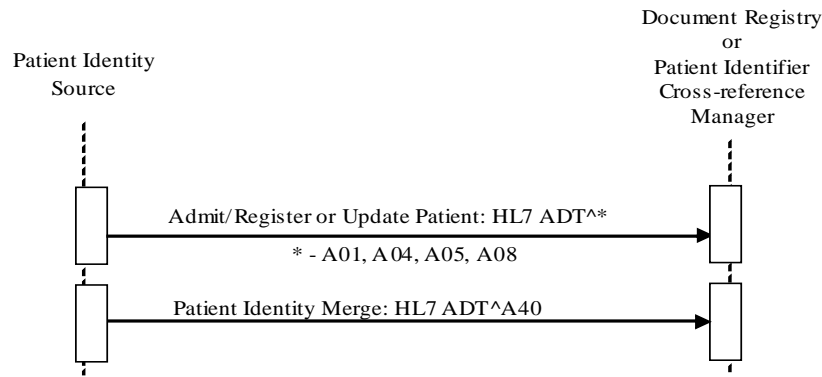 Patient Identity
Source
Document Registry
or
Patient Identifier
Cross-reference
Manager
Admit/Register or Update Patient: HL7 ADT^*
* - A01, A04, A05, A08
Patient Identity Merge: HL7 ADT^A40